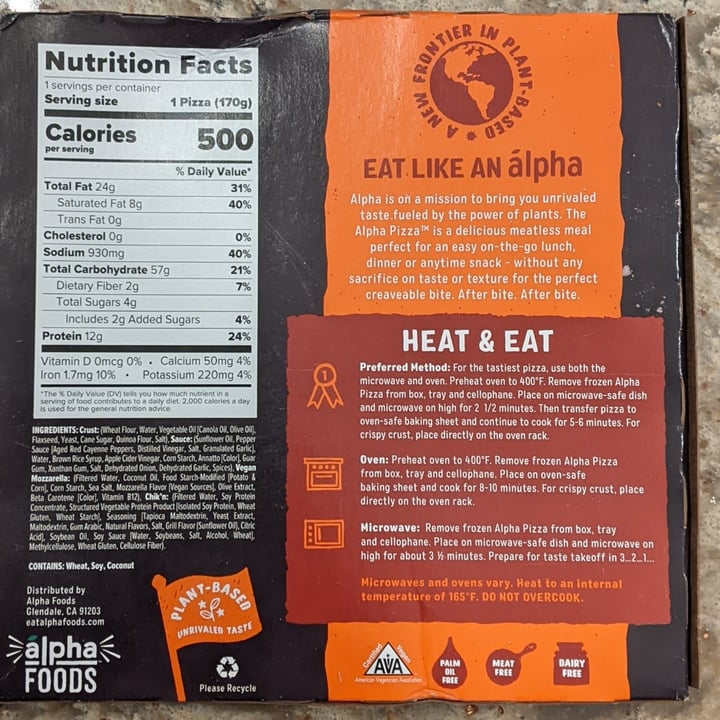 Nutrition Facts
1 servings per container
Serving size 1 Pizza (170g)
Calories 500
per serving
% Daily Value*
Total Fat 24g 31%
Saturated Fat 8g 40%
Trans Fat 0g
Cholesterol 0g 0%
Sodium 930mg 40%
Total Carbohydrate 57g 21%
Dietary Fiber 2g 7%
Total Sugars 4g
Includes 2g Added Sugars 4%
Protein 12g 24%
Vitamin D 0mcg 0% • Calcium 50mg 4%
Iron 1.7mg 10% • Potassium 220mg 4%
*The % Daily Value (DV) tells you how much nutrient in a
serving of food contributes to a daily diet. 2,000 calories a day
is used for the general nutrition advice.
INGREDIENTS: Crust: (Wheat Flour, Water, Vegetable Oil [Canola Oil, Olive Oil],
Flaxseed, Yeast, Cane Sugar, Quinoa Flour, Salt). Sauce: (Sunflower Oil, Pepper
Sauce [Aged Red Cayenne Peppers, Distilled Vinegar, Salt, Granulated Garlic],
Water, Brown Rice Syrup, Apple Cider Vinegar, Corn Starch, Annatto [Color], Guar
Gum, Xanthan Gum, Salt, Dehydrated Onion, Dehydrated Garlic, Spices), Vegan
Mozzarella: (Filtered Water, Coconut Oil, Food Starch-Modified [Potato &
Corn], Corn Starch, Sea Salt, Mozzarella Flavor [Vegan Sources], Olive Extract,
Beta Carotene [Color], Vitamin B12), Chik'n: (Filtered Water, Soy Protein
Concentrate, Structured Vegetable Protein Product [Isolated Soy Protein, Wheat
Gluten, Wheat Starch], Seasoning [Tapioca Maltodextrin, Yeast Extract,
Maltodextrin, Gum Arabic, Natural Flavors, Salt, Grill Flavor (Sunflower Oil), Citric
Acid], Soybean Oil, Soy Sauce [Water, Soybeans, Salt, Alcohol, Wheat],
Methylcellulose, Wheat Gluten, Cellulose Fiber).
CONTAINS: Wheat, Soy, Coconut
Distributed by
Alpha Foods
Glendale, CA 91203
eatalphafoods.com
álpha
FOODS
PLANT-BASED
UNRIVALED TASTE
Please Recycle
A NEW FRONTIER IN PLANT-BASED
EAT LIKE AN álpha
Alpha is on a mission to bring you unrivaled
taste fueled by the power of plants. The
Alpha Pizza™ is a delicious meatless meal
perfect for an easy on-the-go lunch,
dinner or anytime snack - without any
sacrifice on taste or texture for the perfect
creaveable bite. After bite. After bite.
HEAT & EAT
1
Preferred Method: For the tastiest pizza, use both the
microwave and oven. Preheat oven to 400°F. Remove frozen Alpha
Pizza from box, tray and cellophane. Place on microwave-safe dish
and microwave on high for 2 1/2 minutes. Then transfer pizza to
oven-safe baking sheet and continue to cook for 5-6 minutes. For
crispy crust, place directly on the oven rack.
Oven: Preheat oven to 400°F. Remove frozen Alpha Pizza
from box, tray and cellophane. Place on oven-safe
baking sheet and cook for 8-10 minutes. For crispy crust, place
directly on the oven rack.
Microwave: Remove frozen Alpha Pizza from box, tray
and cellophane. Place on microwave-safe dish and microwave on
high for about 3 ½ minutes. Prepare for taste takeoff in 3...2...1...
Microwaves and ovens vary. Heat to an internal
temperature of 165°F. DO NOT OVERCOOK.
Certified Vegan
AVA
American Vegetarian Association
PALM
OIL
FREE
MEAT
FREE
DAIRY
FREE